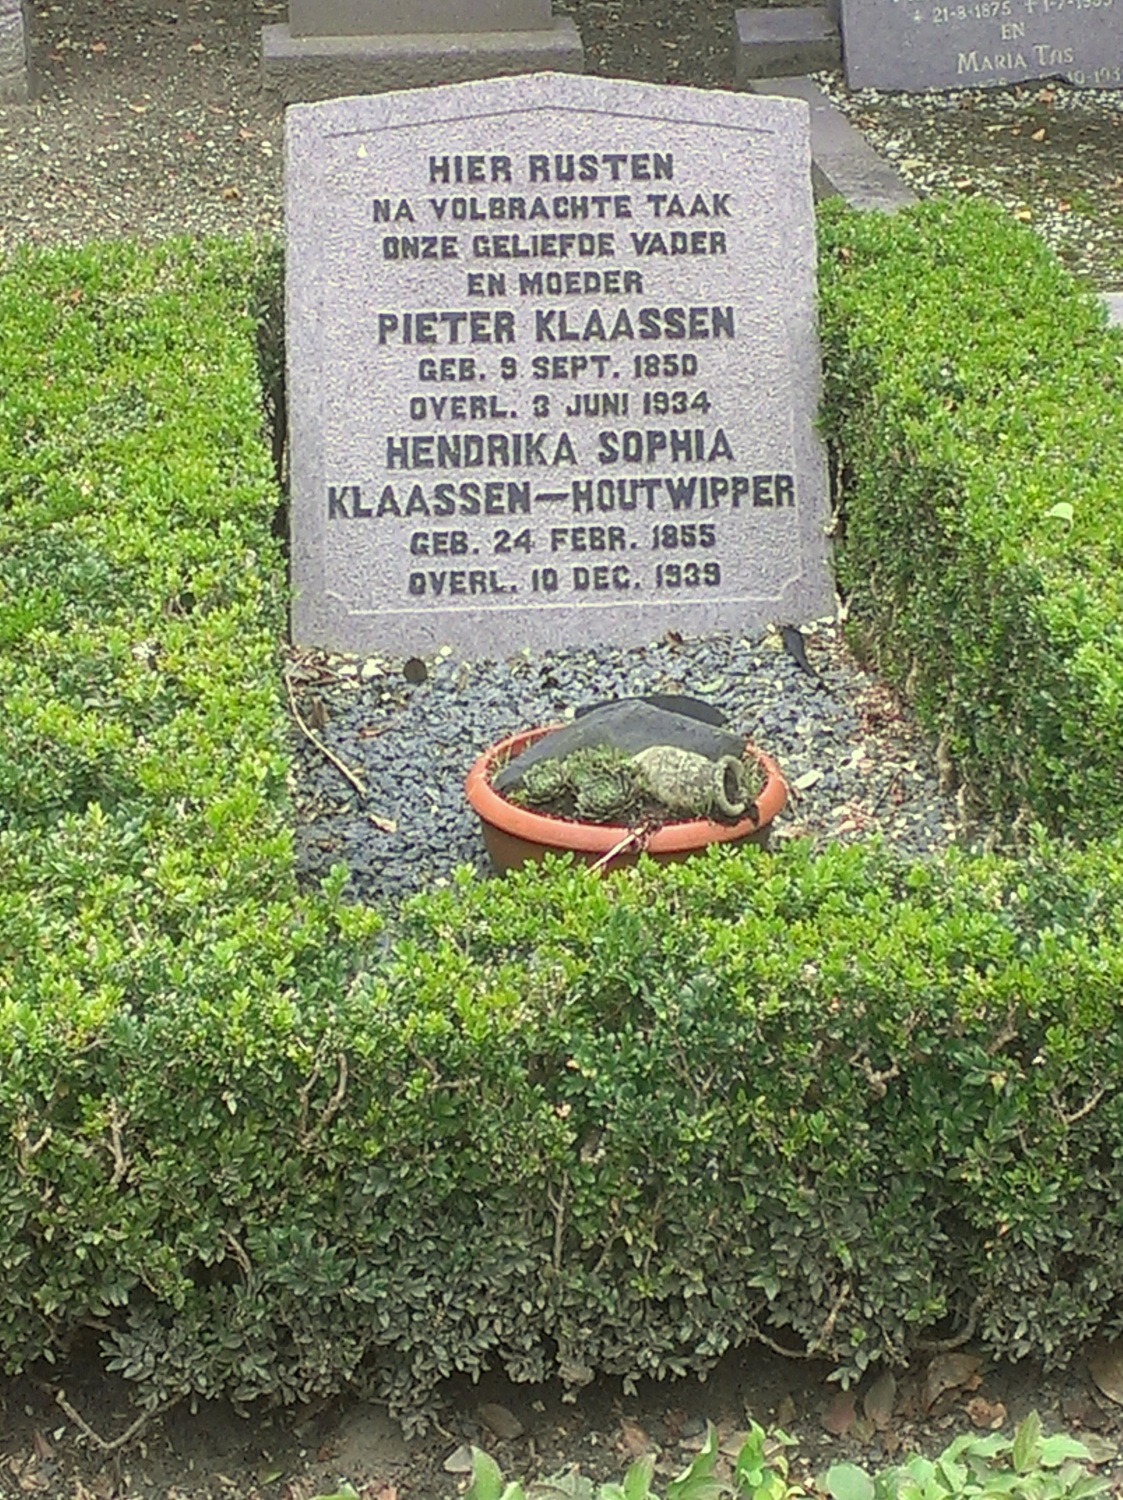 HIER RUSTEN
NA VOLBRACHTE TAAK
ONZE GELIEFDE VADER
EN MOEDER
PIETER KLAASSEN
GEB. 9 SEPT. 1850
OVERL. 3 JUNI 1934
HENDRIKA SOPHIA
KLAASSEN—HOUTWIPPER
GEB. 24 FEBR. 1855
OVERL. 10 DEC. 1939
+ 21-8-1875 +
EN
MARIA TAS